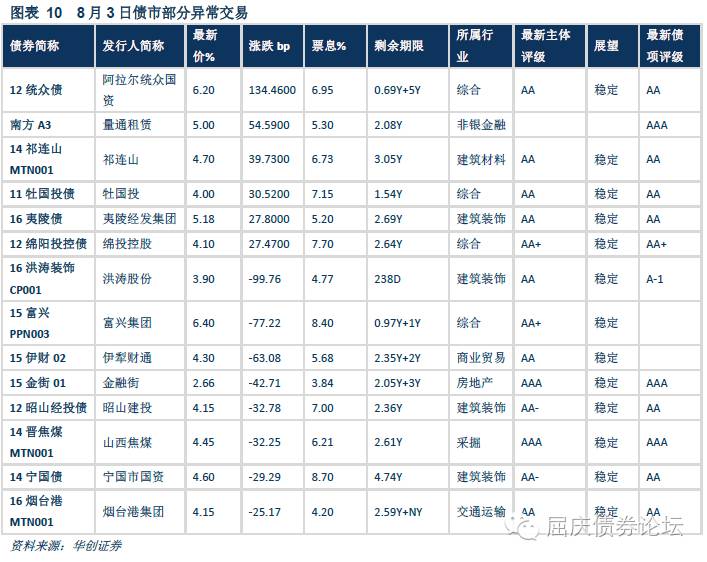 图表 10 8 月 3 日债市部分异常交易
债券简称 发行人简称 最新价% 涨跌 bp 票息% 剩余期限 所属行业 最新主体评级 展望 最新债项评级
12 统众债 阿拉尔统众国资 6.20 134.4600 6.95 0.69Y+5Y 综合 AA 稳定 AA
南方 A3 量通租赁 5.00 54.5900 5.30 2.08Y 非银金融 AAA
14 祁连山 MTN001 祁连山 4.70 39.7300 6.73 3.05Y 建筑材料 AA 稳定 AA
11 牡国投债 牡国投 4.00 30.5200 7.15 1.54Y 综合 AA 稳定 AA
16 夷陵债 夷陵经发集团 5.18 27.8000 5.20 2.69Y 建筑装饰 AA 稳定 AA
12 绵阳投控债 绵投控股 4.10 27.4700 7.70 2.64Y 综合 AA+ 稳定 AA+
16 洪涛装饰 CP001 洪涛股份 3.90 -99.76 4.77 238D 建筑装饰 AA 稳定 A-1
15 富兴 PPN003 富兴集团 6.40 -77.22 8.40 0.97Y+1Y 综合 AA+ 稳定
15 伊财 02 伊犁财通 4.30 -63.08 5.68 2.35Y+2Y 商业贸易 AA 稳定 AA
15 金街 01 金融街 2.66 -42.71 3.84 2.05Y+3Y 房地产 AAA 稳定 AAA
12 昭山经投债 昭山建投 4.15 -32.78 7.00 2.36Y 建筑装饰 AA- 稳定 AA
14 晋焦煤 MTN001 山西焦煤 4.45 -32.25 6.21 2.61Y 采掘 AAA 稳定 AAA
14 宁国债 宁国市国资 4.60 -29.29 8.70 4.74Y 建筑装饰 AA- 稳定 AA
16 烟台港 MTN001 烟台港集团 4.15 -25.17 4.20 2.59Y+NY 交通运输 AA 稳定 AA
资料来源：华创证券
屈庆债券论坛